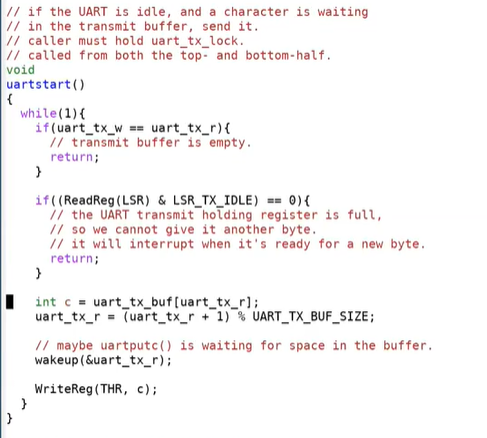 // if the UART is idle, and a character is waiting
// in the transmit buffer, send it.
// caller must hold uart_tx_lock.
// called from both the top- and bottom-half.
void
uartstart()
{
  while(1){
    if(uart_tx_w == uart_tx_r){
      // transmit buffer is empty.
      return;
    }

    if((ReadReg(LSR) & LSR_TX_IDLE) == 0){
      // the UART transmit holding register is full,
      // so we cannot give it another byte.
      // it will interrupt when it's ready for a new byte.
      return;
    }

    int c = uart_tx_buf[uart_tx_r];
    uart_tx_r = (uart_tx_r + 1) % UART_TX_BUF_SIZE;

    // maybe uartputc() is waiting for space in the buffer.
    wakeup(&uart_tx_r);

    WriteReg(THR, c);
  }
}